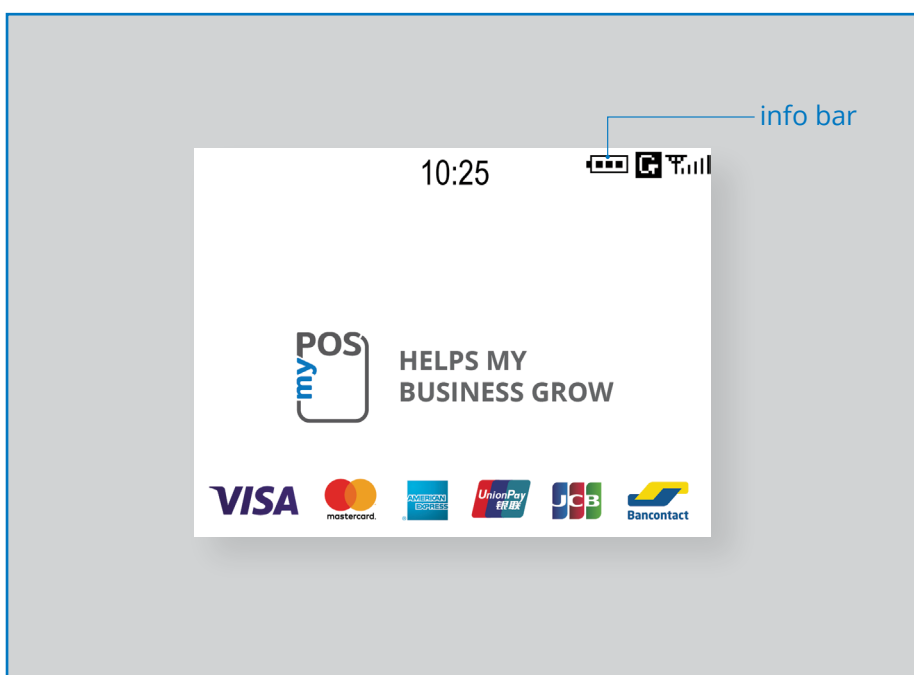 info bar
10:25
G
POS
my
HELPS MY
BUSINESS GROW
VISA
mastercard.
AMERICAN
EXPRESS
UnionPay
银联
JCB
Bancontact